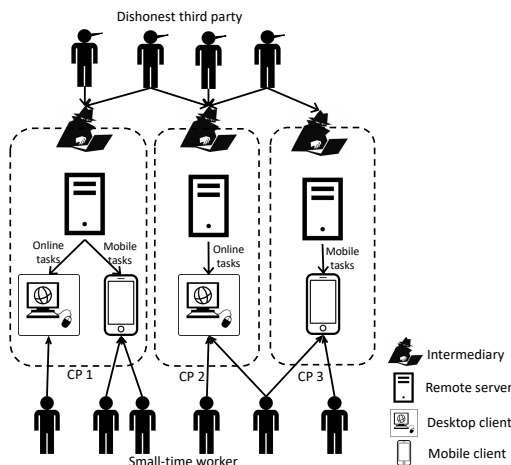 Dishonest third party
Online
tasks
Mobile
tasks
Online
tasks
Mobile
tasks
CP 1
CP 2
CP 3
Small-time worker
Intermediary
Remote server
Desktop client
Mobile client